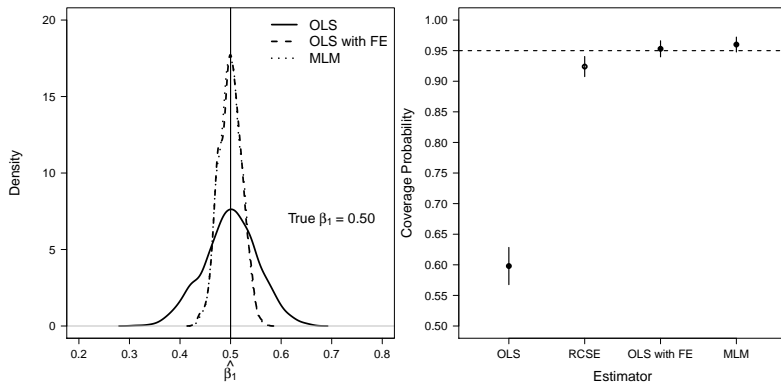 20
15
10
5
0
Density
OLS
OLS with FE
MLM
True β₁ = 0.50
0.2 0.3 0.4 0.5 0.6 0.7 0.8
β̂₁
1.00
0.95
0.90
0.85
0.80
0.75
0.70
0.65
0.60
0.55
0.50
Coverage Probability
OLS RCSE OLS with FE MLM
Estimator